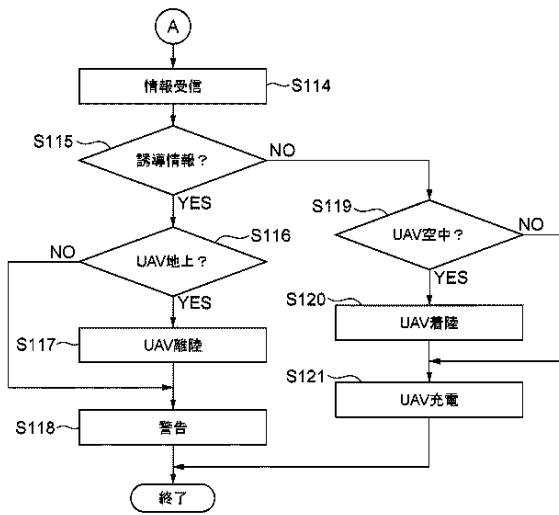 A
情報受信
S114
S115
誘導情報?
NO
YES
S116
NO
UAV地上?
YES
S119
UAV空中?
NO
YES
S117
UAV離陸
S120
UAV着陸
S118
警告
S121
UAV充電
終了